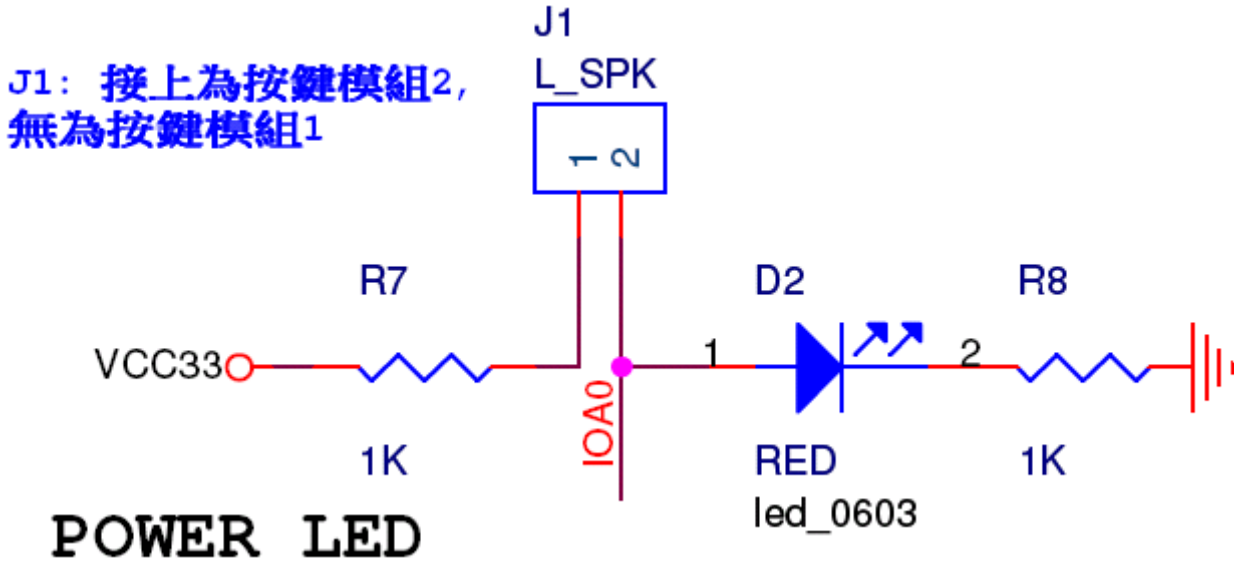 J1
L_SPK
J1: 接上為按鍵模組2,
無為按鍵模組1
1
2
R7
D2
R8
VCC33
1
2
IOA0
1K
RED
1K
led_0603
POWER LED